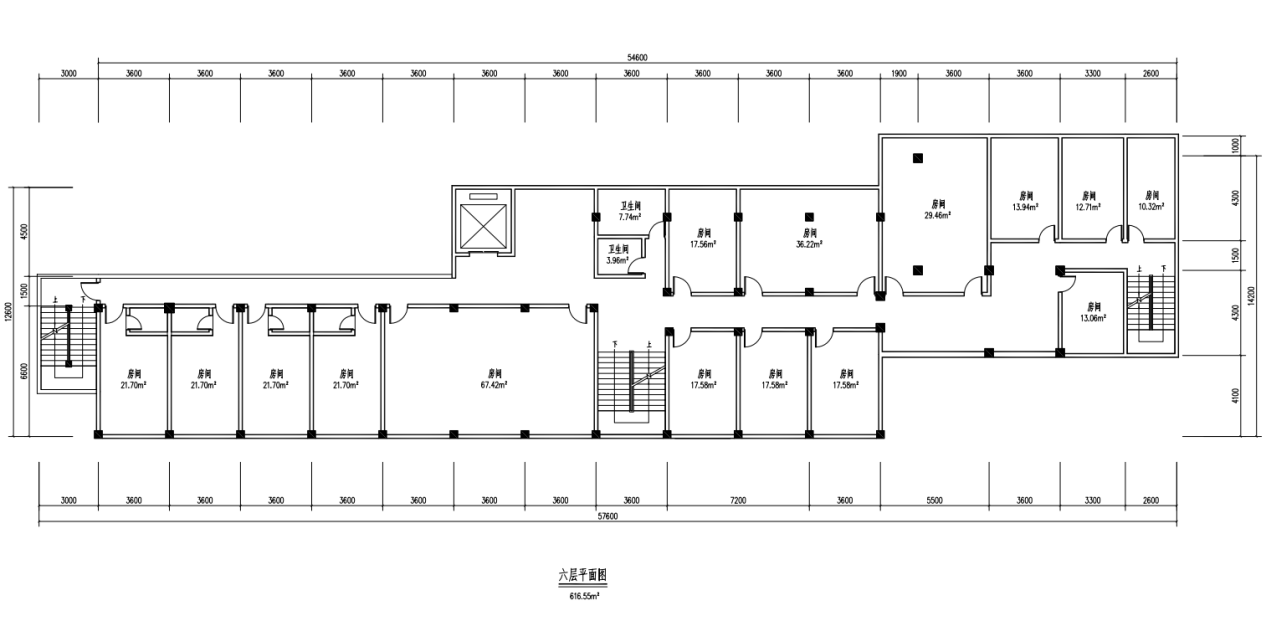 54600
3000 3600 3600 3600 3600 3600 3600 3600 3600 3600 3600 3600 1900 3600 3600 3300 2600
1000
4300
1500
4300
4100
14200
12600
4500
1500
6600
卫生间
7.74m²
卫生间
3.96m²
房间
17.56m²
房间
36.22m²
房间
29.46m²
房间
13.94m²
房间
12.71m²
房间
10.32m²
上 下
上 下
房间
13.06m²
下 上
房间
21.70m²
房间
21.70m²
房间
21.70m²
房间
21.70m²
房间
67.42m²
房间
17.58m²
房间
17.58m²
房间
17.58m²
3000 3600 3600 3600 3600 3600 3600 3600 3600 7200 3600 5500 3600 3300 2600
57600
六层平面图
616.55m²